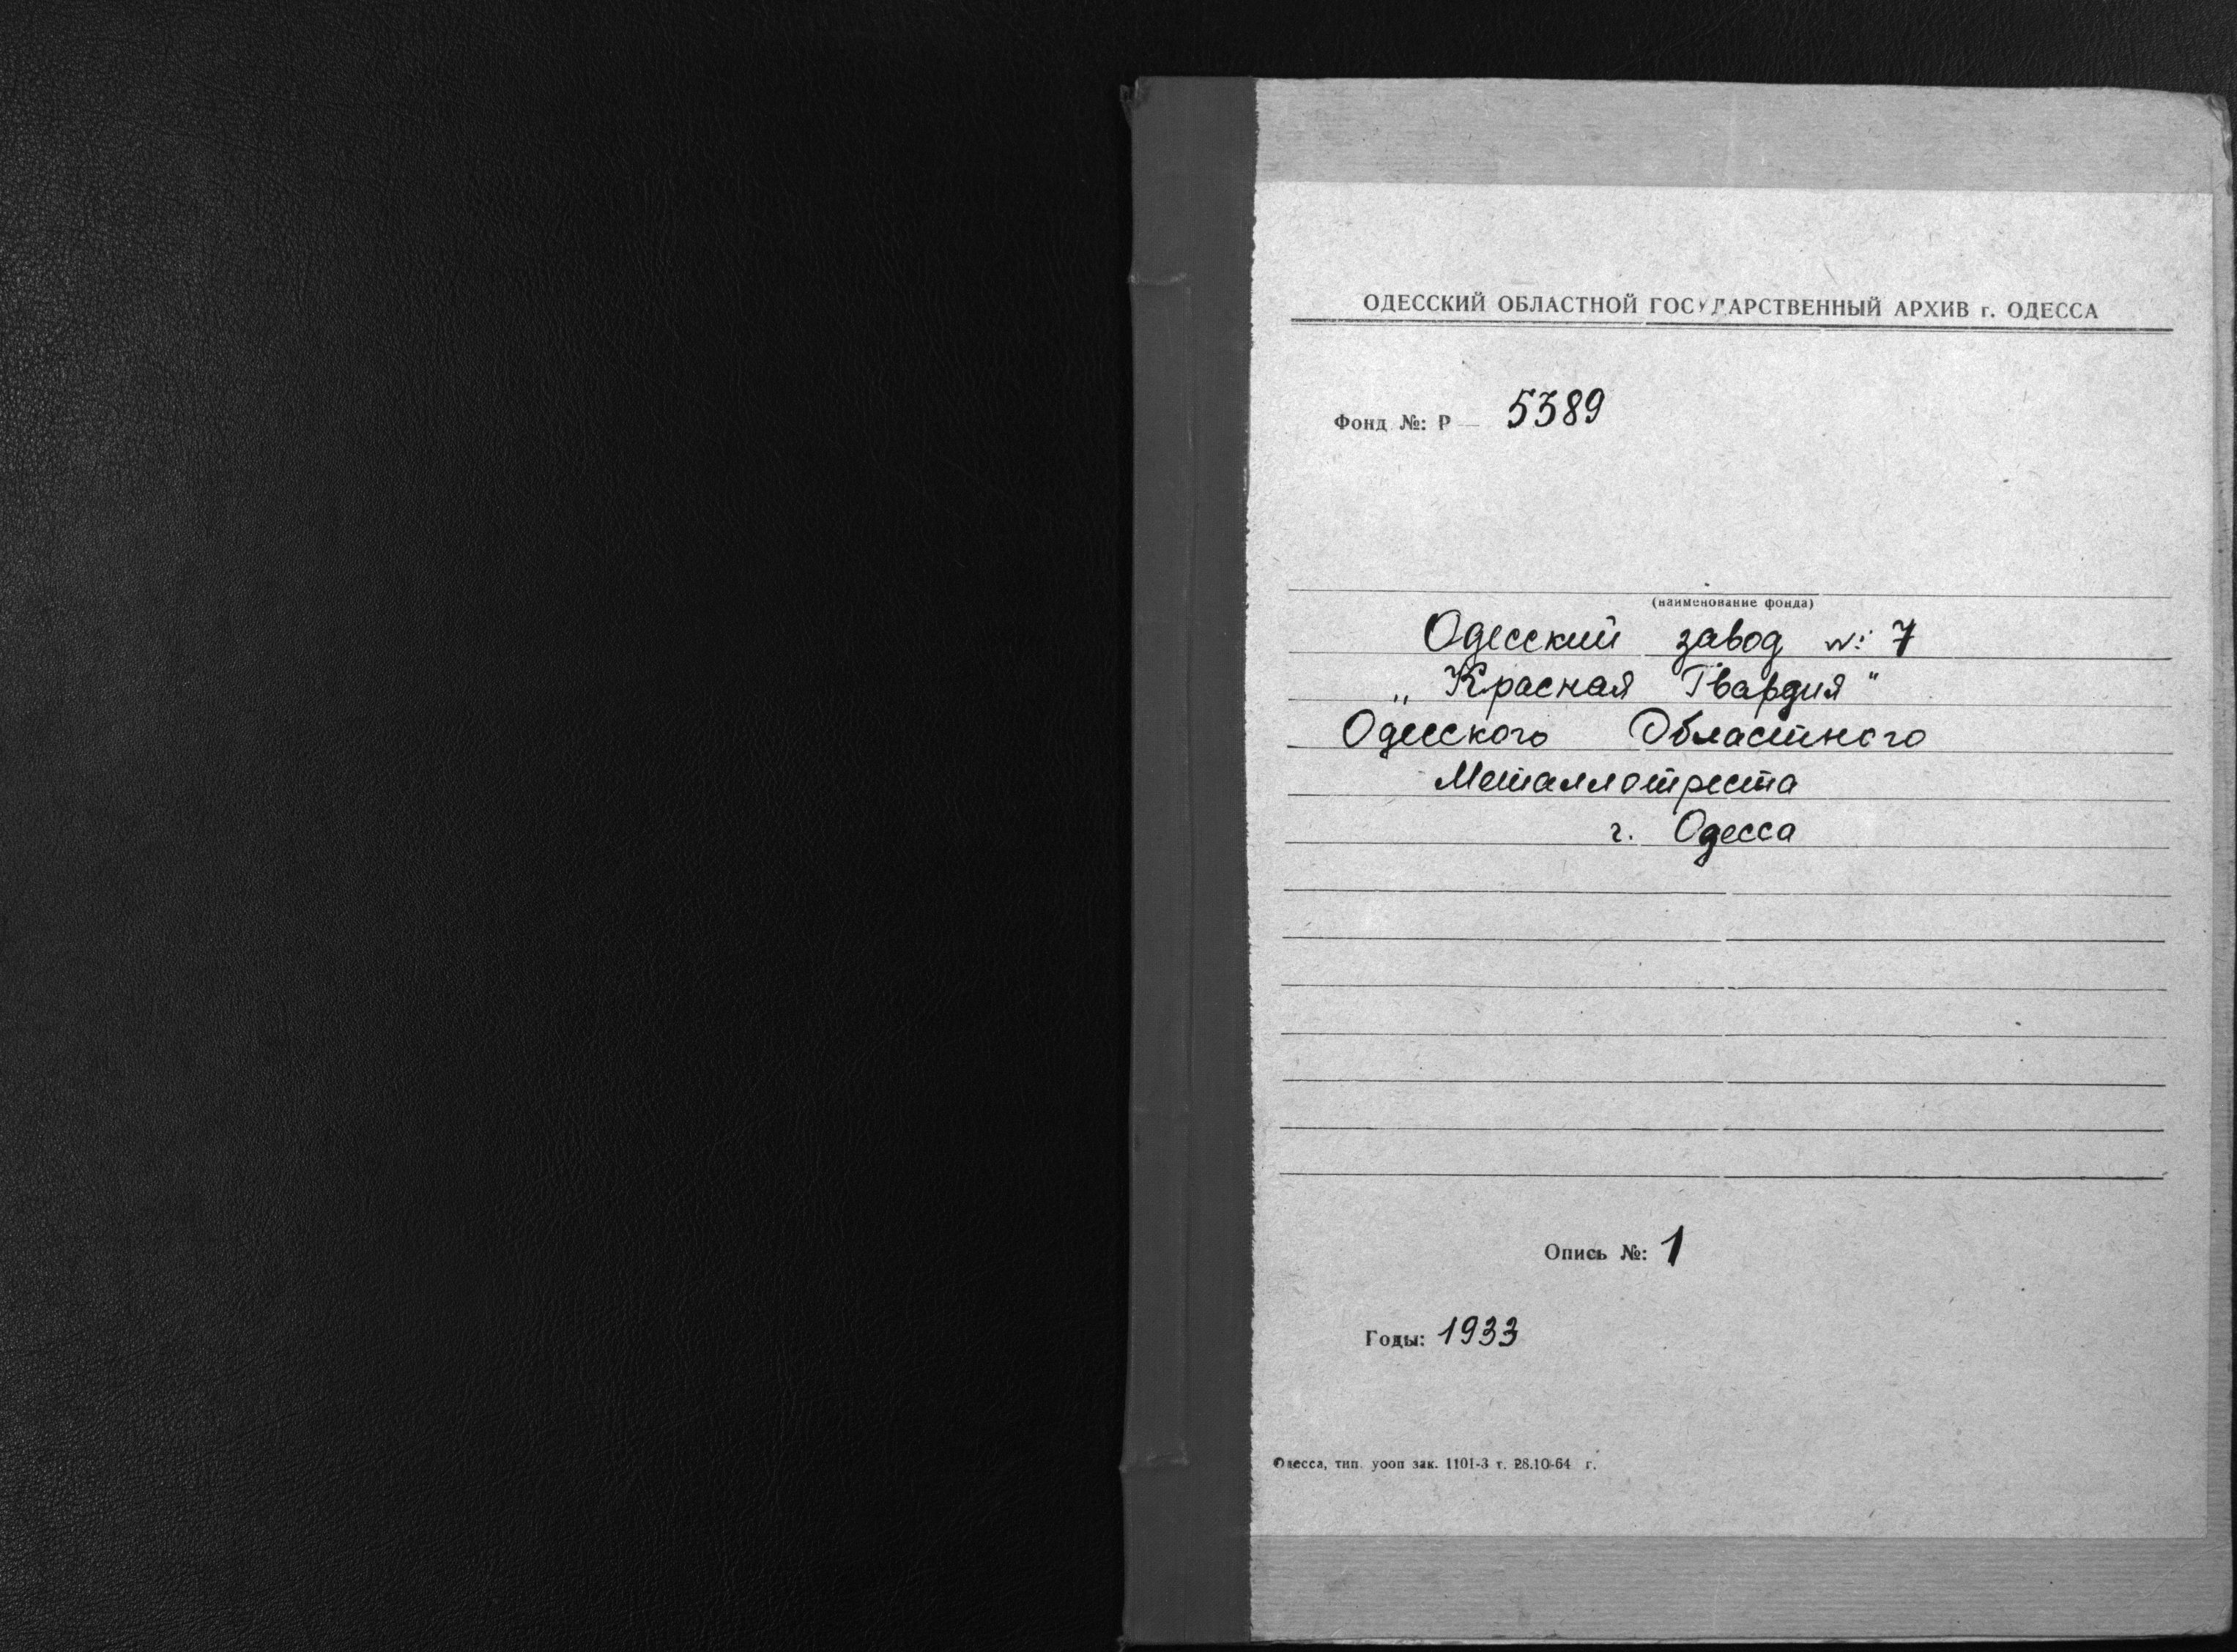 ОДЕССКИЙ ОБЛАСТНОЙ ГОСУДАРСТВЕННЫЙ АРХИВ г. ОДЕССА
Фонд №: Р — 5389
(наименование фонда)
Одесский завод №: 7
„Красная Гвардия"
Одесского Областного
Металлотреста
г. Одесса
Опись №: 1
Годы: 1933
Одесса, тип. уооп зак. 1101-3 т. 28.10-64 г.